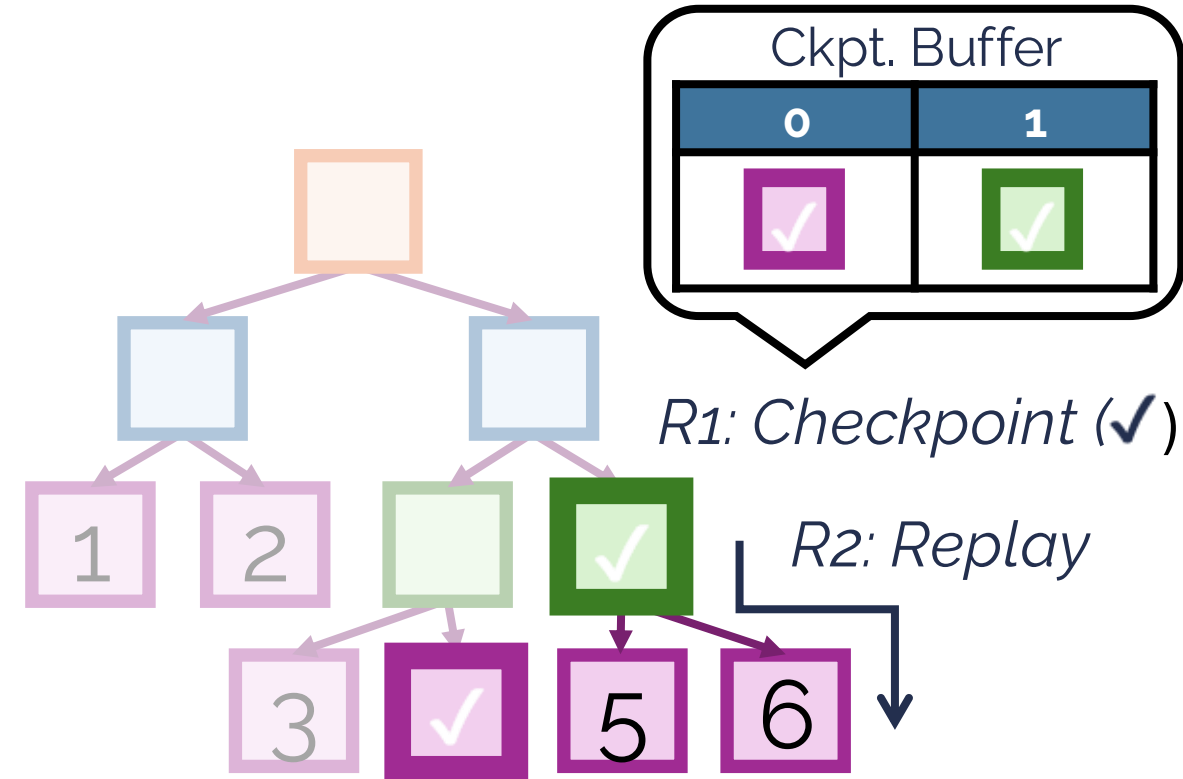 Ckpt. Buffer
0 1
✓ ✓
R1: Checkpoint (✓)
1 2 ✓
R2: Replay
3 ✓ 5 6